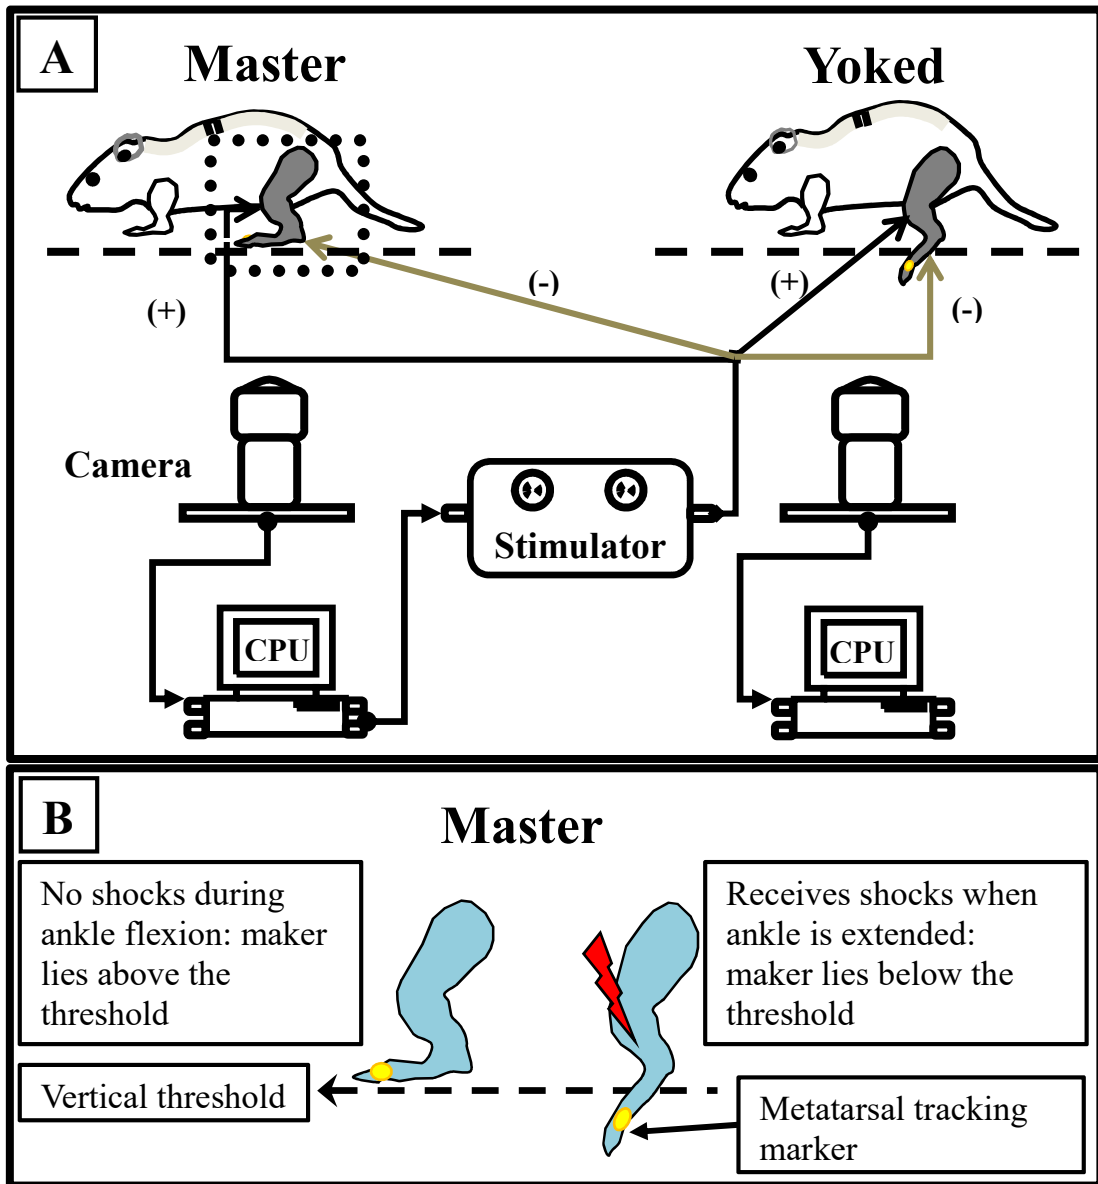 A
Master
Yoked
(+)
(-)
(+)
(-)
Camera
Stimulator
CPU
CPU
B
Master
No shocks during
ankle flexion: maker
lies above the
threshold
Receives shocks when
ankle is extended:
maker lies below the
threshold
Vertical threshold
Metatarsal tracking
marker